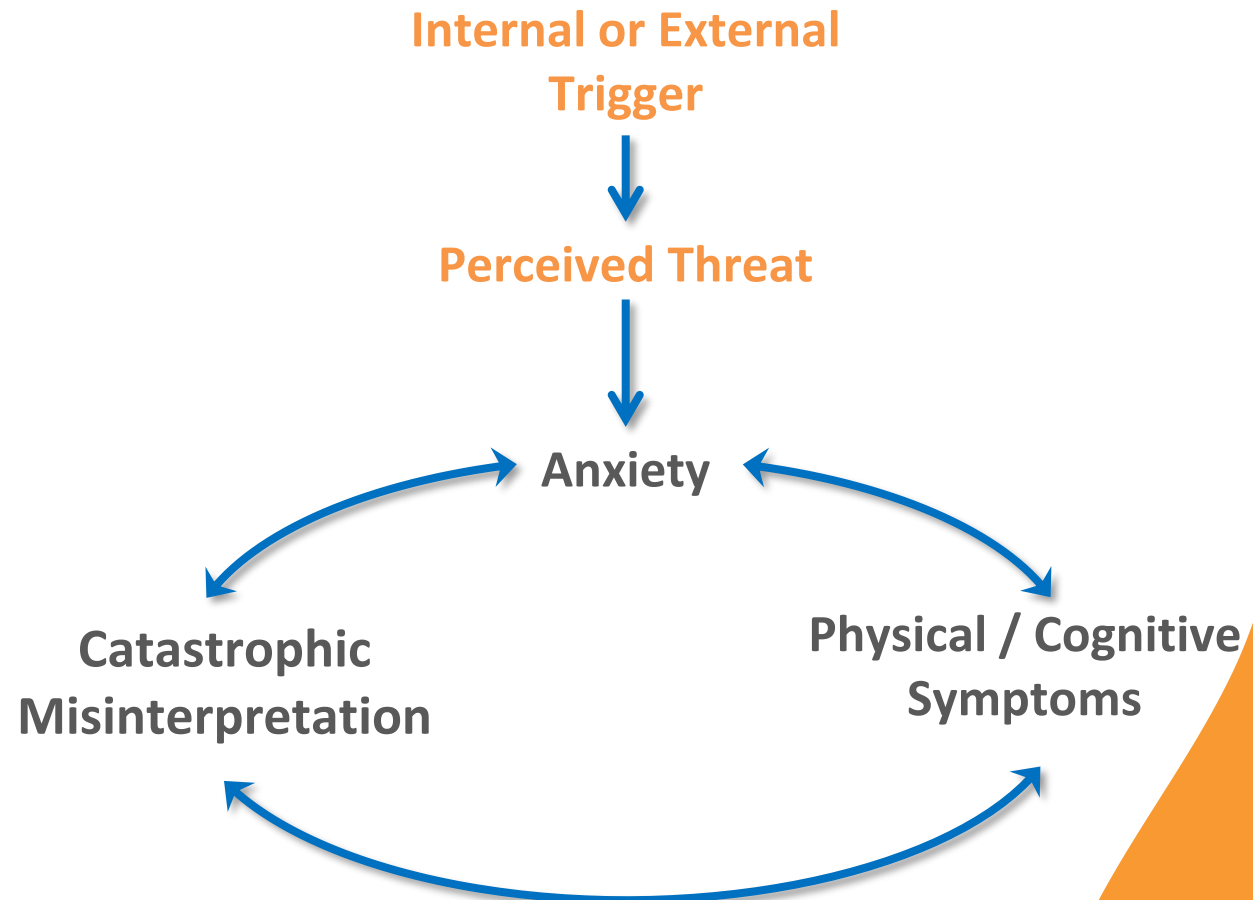 Internal or External
Trigger
Perceived Threat
Anxiety
Catastrophic
Misinterpretation
Physical / Cognitive
Symptoms